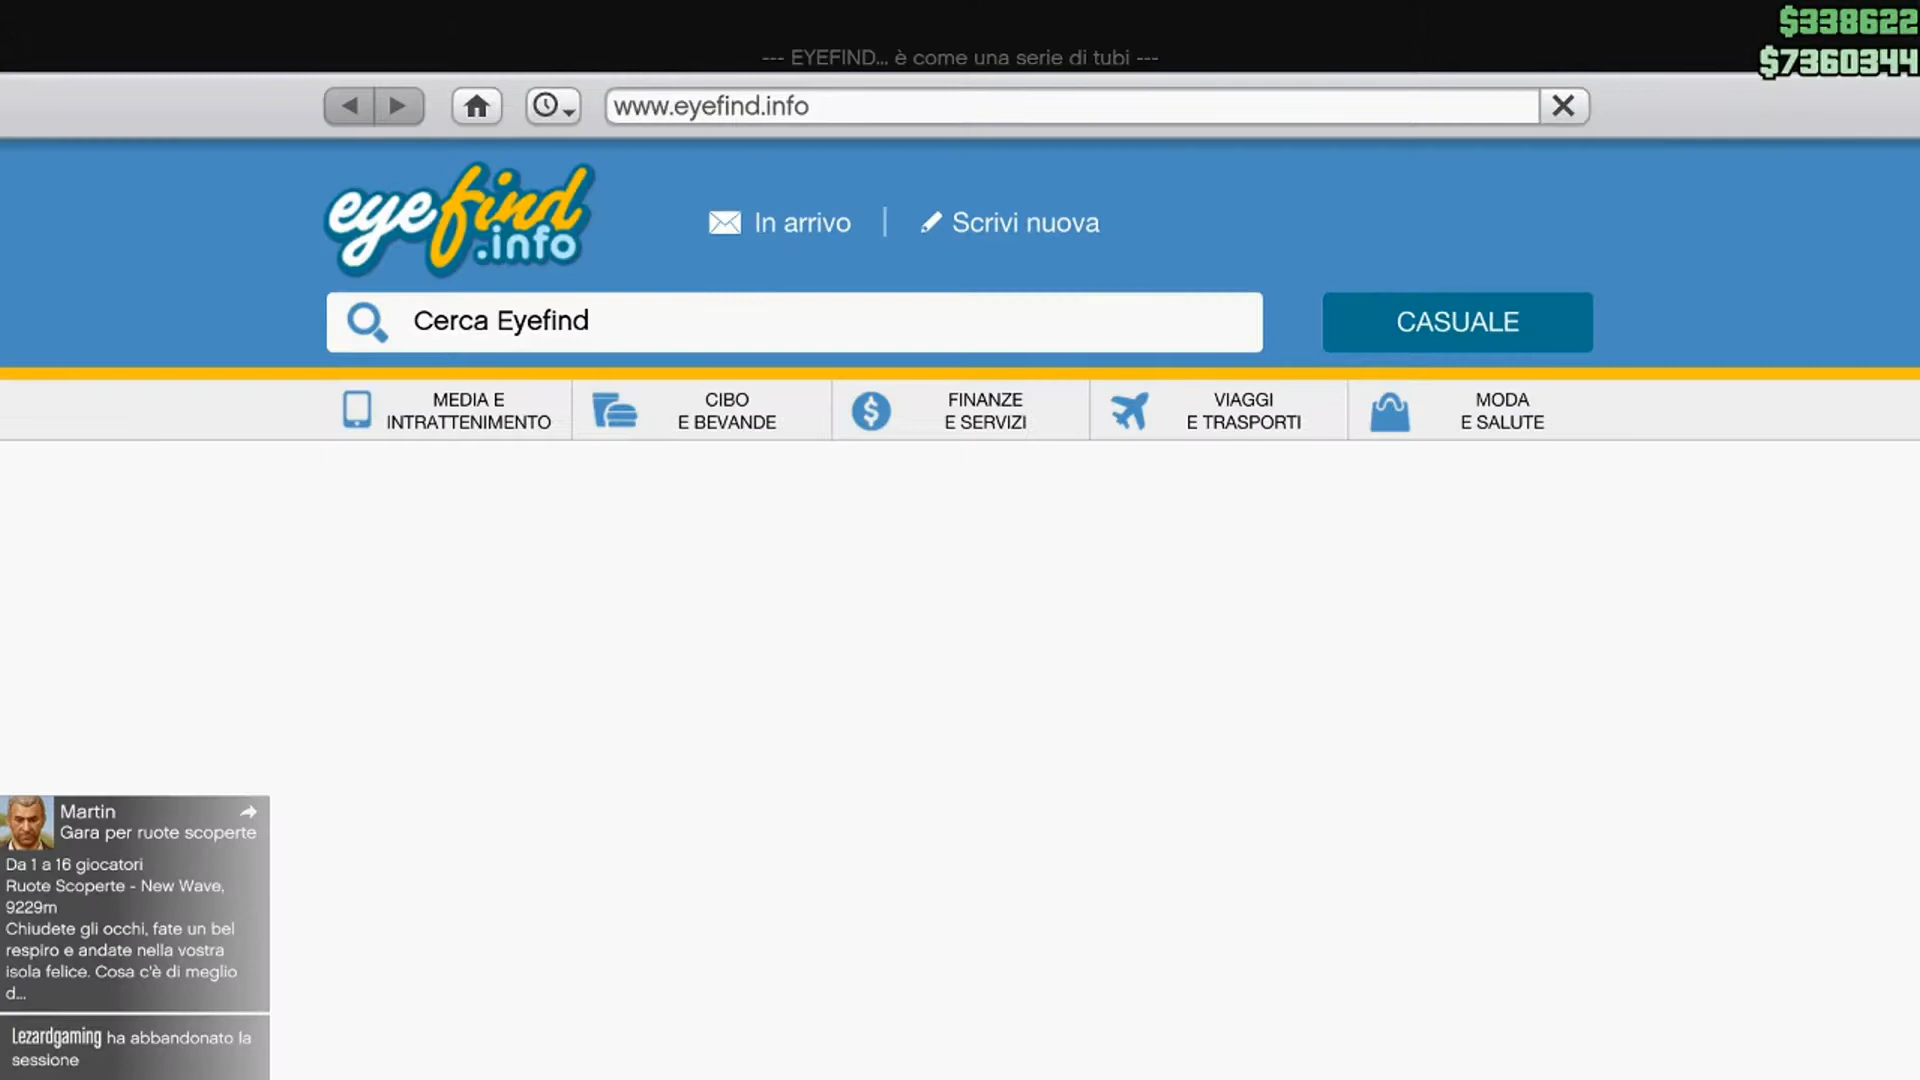 $338622
--- EYEFIND... è come una serie di tubi ---
$7360344
www.eyefind.info
eyefind
.info
In arrivo
Scrivi nuova
Cerca Eyefind
CASUALE
MEDIA E
INTRATTENIMENTO
CIBO
E BEVANDE
FINANZE
E SERVIZI
VIAGGI
E TRASPORTI
MODA
E SALUTE
Martin
Gara per ruote scoperte
Da 1 a 16 giocatori
Ruote Scoperte - New Wave,
9229m
Chiudete gli occhi, fate un bel
respiro e andate nella vostra
isola felice. Cosa c'è di meglio
d...
Lezardgaming ha abbandonato la
sessione